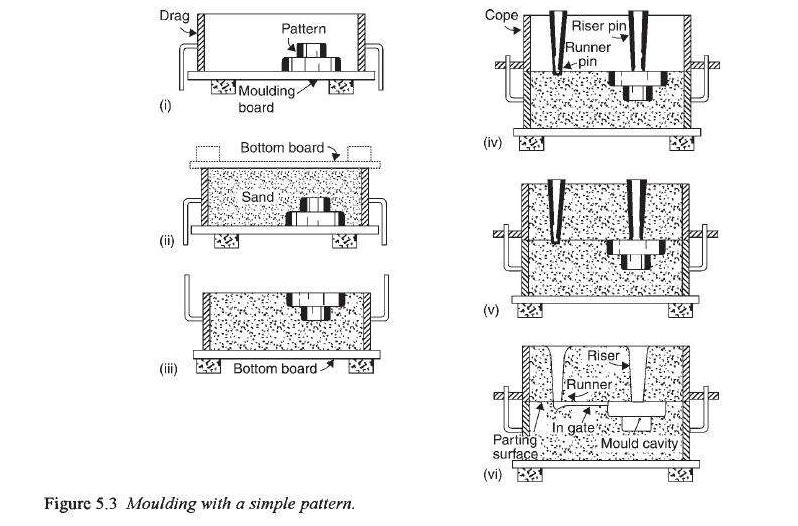 Drag
Pattern
Moulding
board
(i)
Bottom board
Sand
(ii)
(iii)
Bottom board
Cope
Riser pin
Runner
pin
(iv)
(v)
Riser
Runner
In gate
Parting
surface
Mould cavity
(vi)
Figure 5.3 Moulding with a simple pattern.